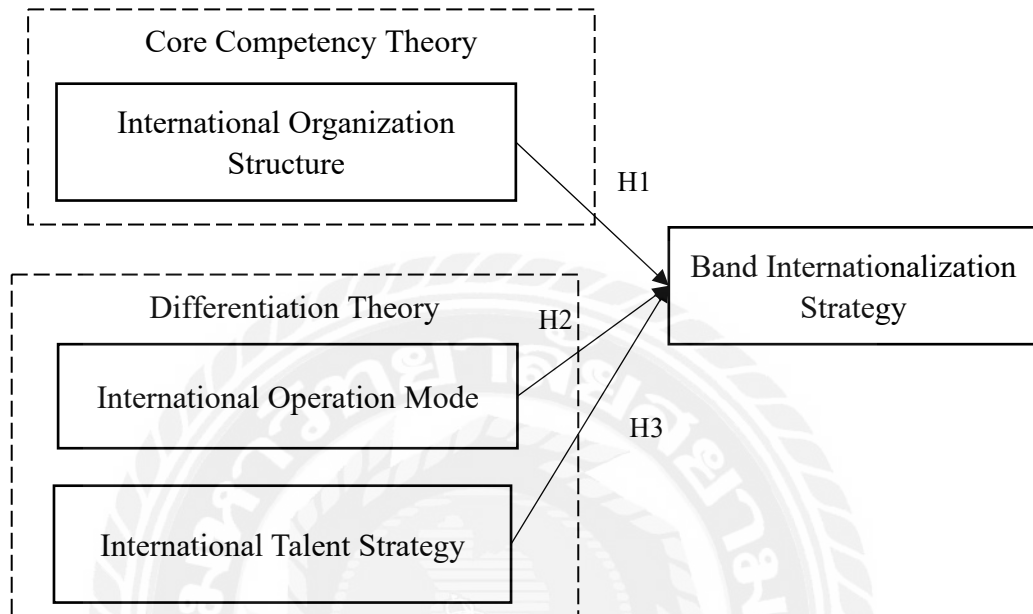 Core Competency Theory
International Organization
Structure
H1
Band Internationalization
Strategy
Differentiation Theory
H2
International Operation Mode
H3
International Talent Strategy